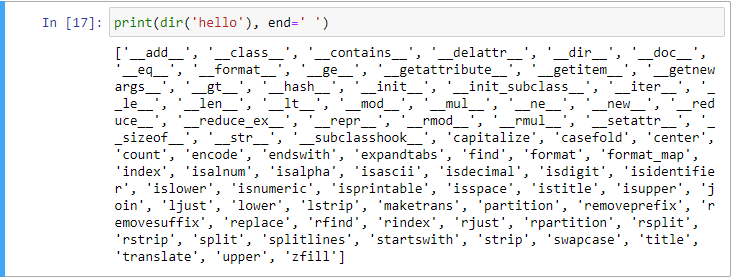 In [17]: print(dir('hello'), end=' ')
['__add__', '__class__', '__contains__', '__delattr__', '__dir__', '__doc__',
'__eq__', '__format__', '__ge__', '__getattribute__', '__getitem__', '__getnew
args__', '__gt__', '__hash__', '__init__', '__init_subclass__', '__iter__', '_
_le__', '__len__', '__lt__', '__mod__', '__mul__', '__ne__', '__new__', '__red
uce__', '__reduce_ex__', '__repr__', '__rmod__', '__rmul__', '__setattr__', '_
_sizeof__', '__str__', '__subclasshook__', 'capitalize', 'casefold', 'center',
'count', 'encode', 'endswith', 'expandtabs', 'find', 'format', 'format_map',
'index', 'isalnum', 'isalpha', 'isascii', 'isdecimal', 'isdigit', 'isidentifie
r', 'islower', 'isnumeric', 'isprintable', 'isspace', 'istitle', 'isupper', 'j
oin', 'ljust', 'lower', 'lstrip', 'maketrans', 'partition', 'removeprefix', 'r
emovesuffix', 'replace', 'rfind', 'rindex', 'rjust', 'rpartition', 'rsplit',
'rstrip', 'split', 'splitlines', 'startswith', 'strip', 'swapcase', 'title',
'translate', 'upper', 'zfill']